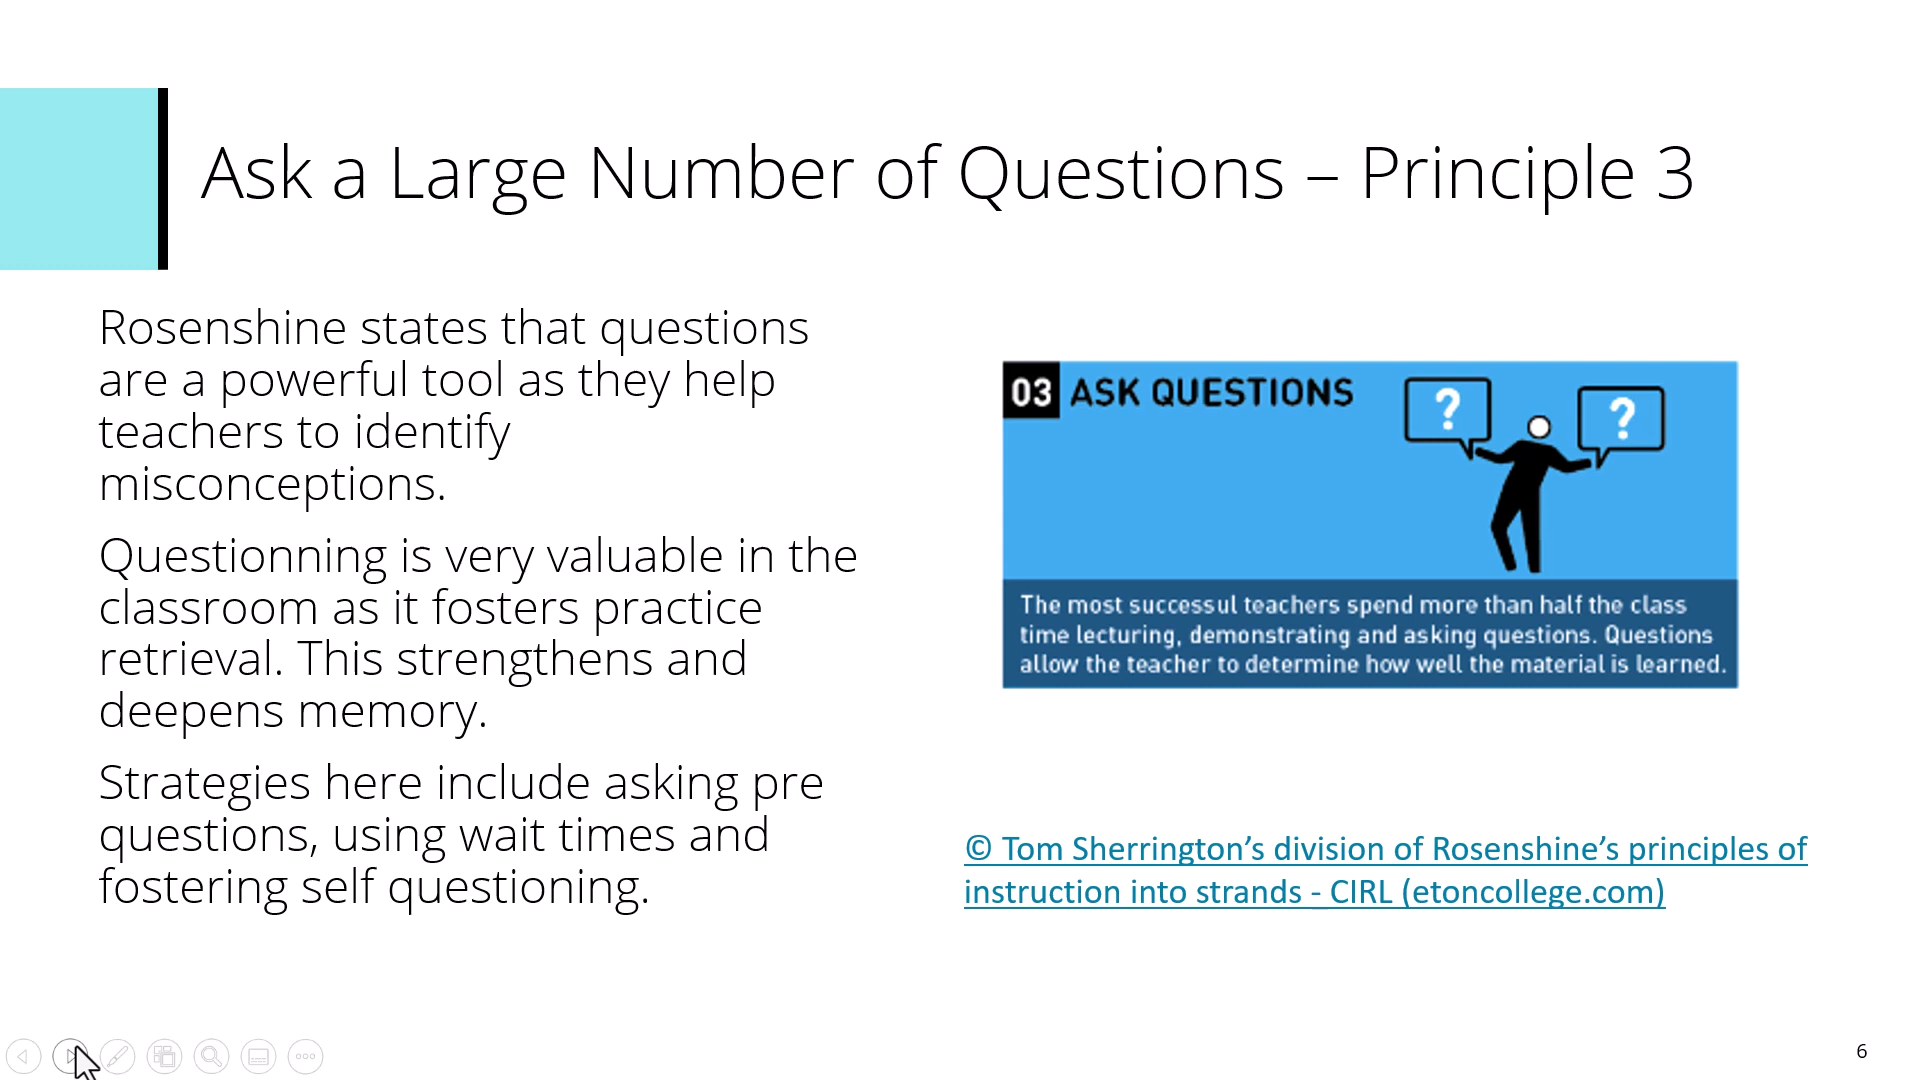 Ask a Large Number of Questions – Principle 3
Rosenshine states that questions
are a powerful tool as they help
teachers to identify
misconceptions.
Questionning is very valuable in the
classroom as it fosters practice
retrieval. This strengthens and
deepens memory.
Strategies here include asking pre
questions, using wait times and
fostering self questioning.
03 ASK QUESTIONS
? ?
The most successul teachers spend more than half the class
time lecturing, demonstrating and asking questions. Questions
allow the teacher to determine how well the material is learned.
© Tom Sherrington’s division of Rosenshine’s principles of
instruction into strands - CIRL (etoncollege.com)
6